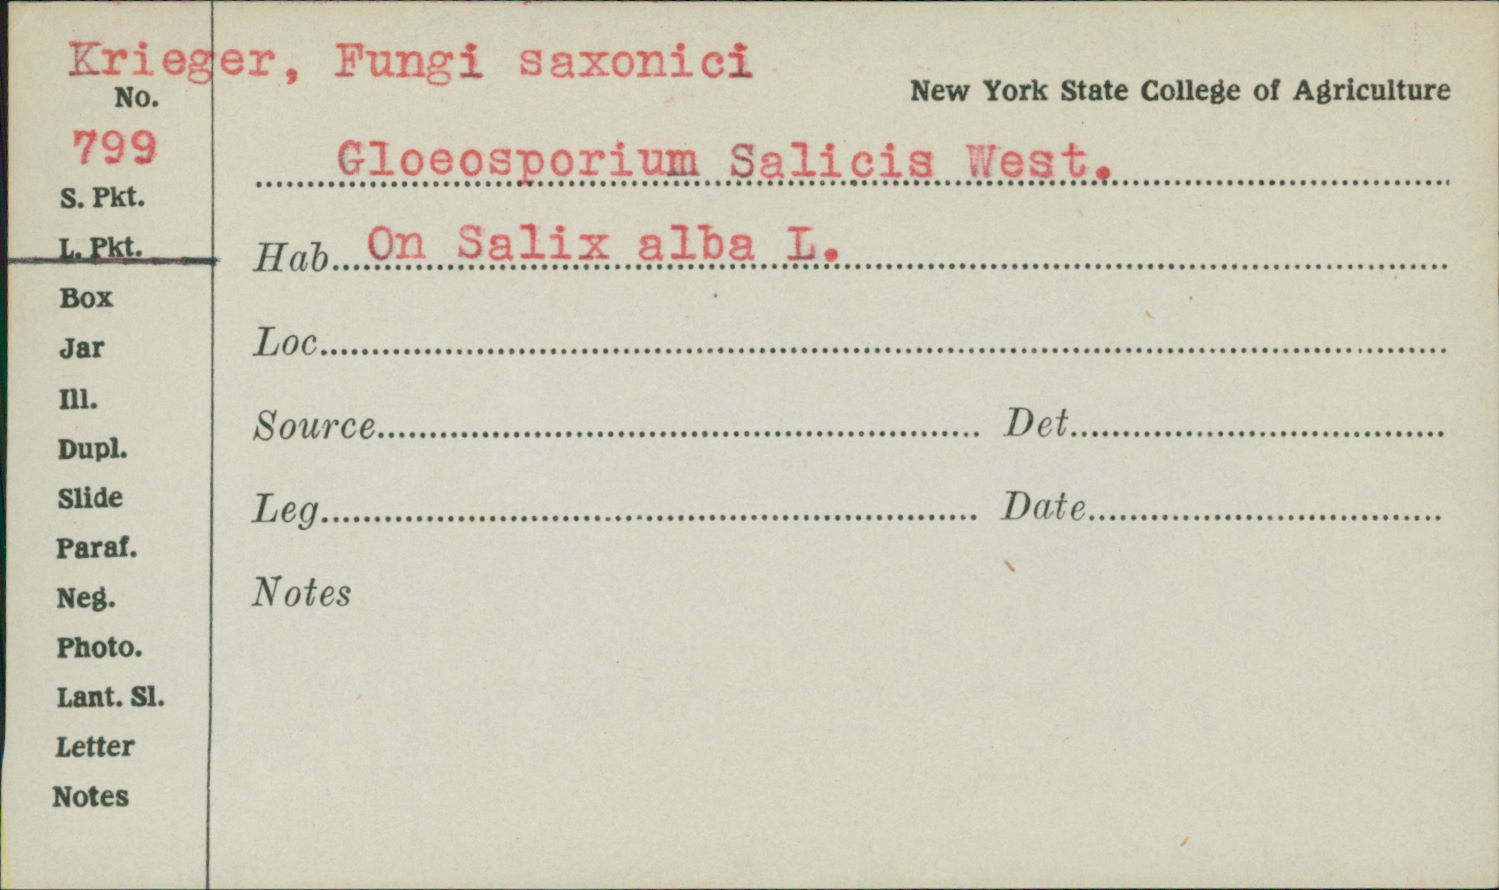 Krieger, Fungi saxonici
No.
New York State College of Agriculture
799
Gloeosporium Salicis West.
S. Pkt.
L. Pkt.
Hab. On Salix alba L.
Box
Jar
Loc.
Ill.
Source
Det.
Dupl.
Slide
Leg.
Date
Paraf.
Neg.
Notes
Photo.
Lant. Sl.
Letter
Notes